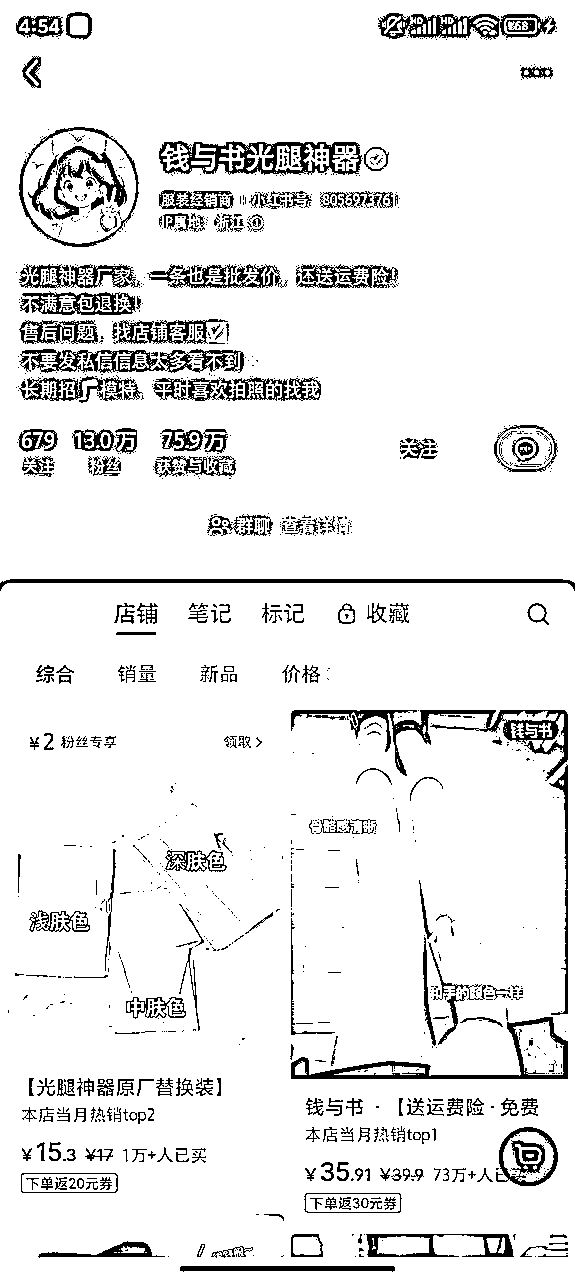 4:54
钱与书光腿神器
服装经销商 小红书号：8056973761
IP属地：浙江
光腿神器厂家，一条也是批发价，还送运费险！
不满意包退换！
售后问题，找店铺客服
不要发私信信息太多看不到
长期招厂模特，平时喜欢拍照的找我
679 13.0万 75.9万
关注 粉丝 获赞与收藏
关注
群聊 查看详情
店铺 笔记 标记 收藏
综合 销量 新品 价格
¥2 粉丝专享 领取
深肤色
浅肤色
中肤色
【光腿神器原厂替换装】
本店当月热销top2
¥15.3 ¥17 1万+人已买
下单返20元券
钱与书
骨骼感清晰
和手的颜色一样
钱与书 · 【送运费险 · 免费
本店当月热销top1
¥35.91 ¥39.9 73万+人已
下单返30元券